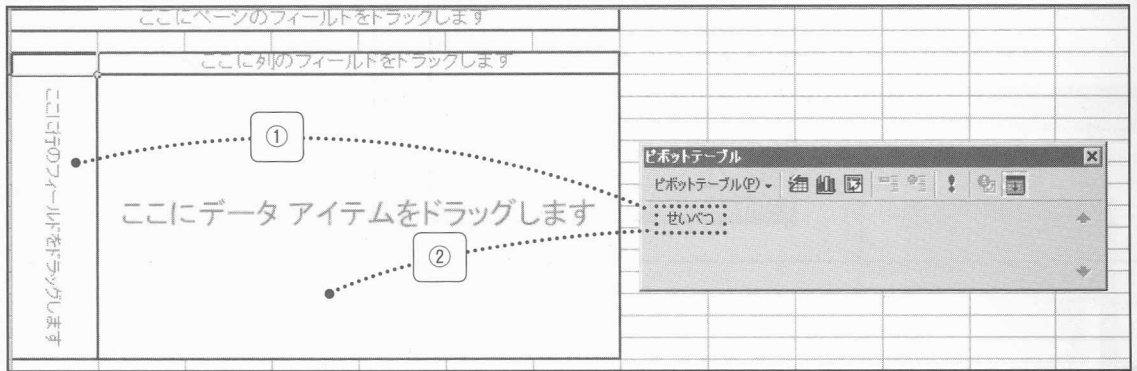 ここにページのフィールドをドラッグします
ここに列のフィールドをドラッグします
ここに行のフィールドをドラッグします
①
ここにデータ アイテムをドラッグします
②
ピボットテーブル
ピボットテーブル(P)
せいべつ